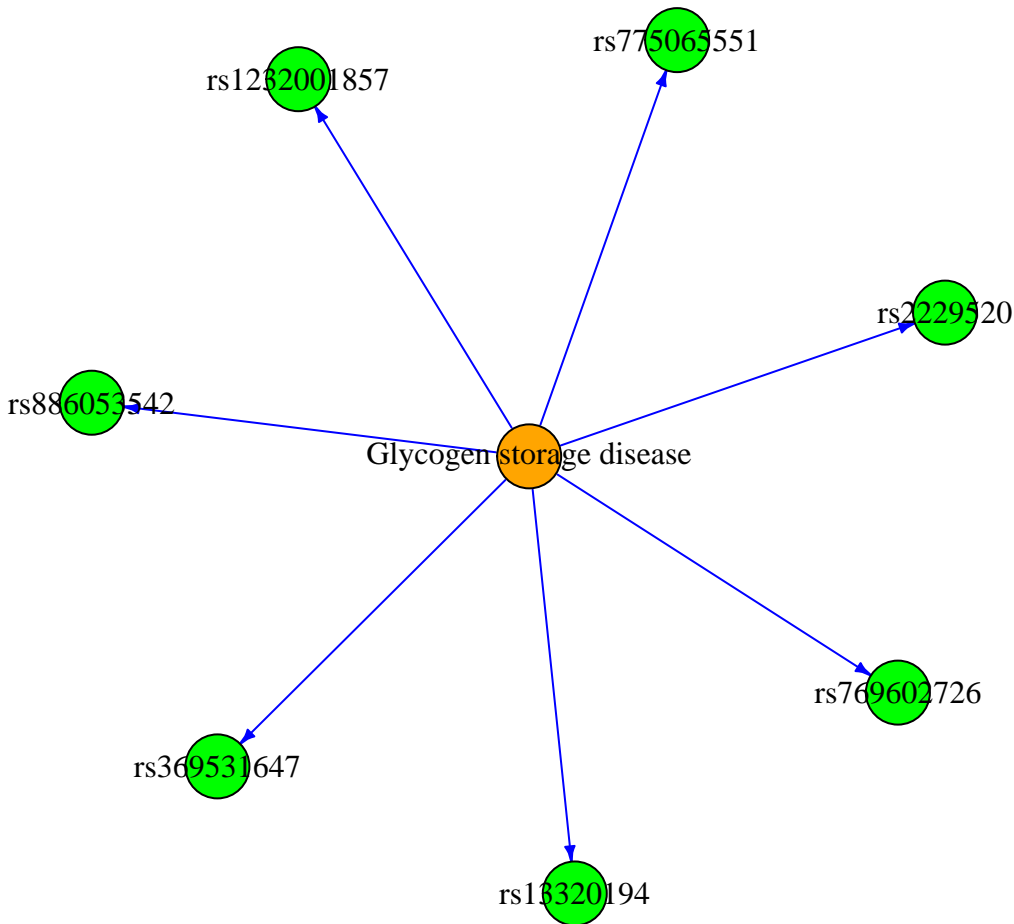 rs775065551
rs1232001857
rs2229520
rs886053542
Glycogen storage disease
rs769602726
rs369531647
rs13320194